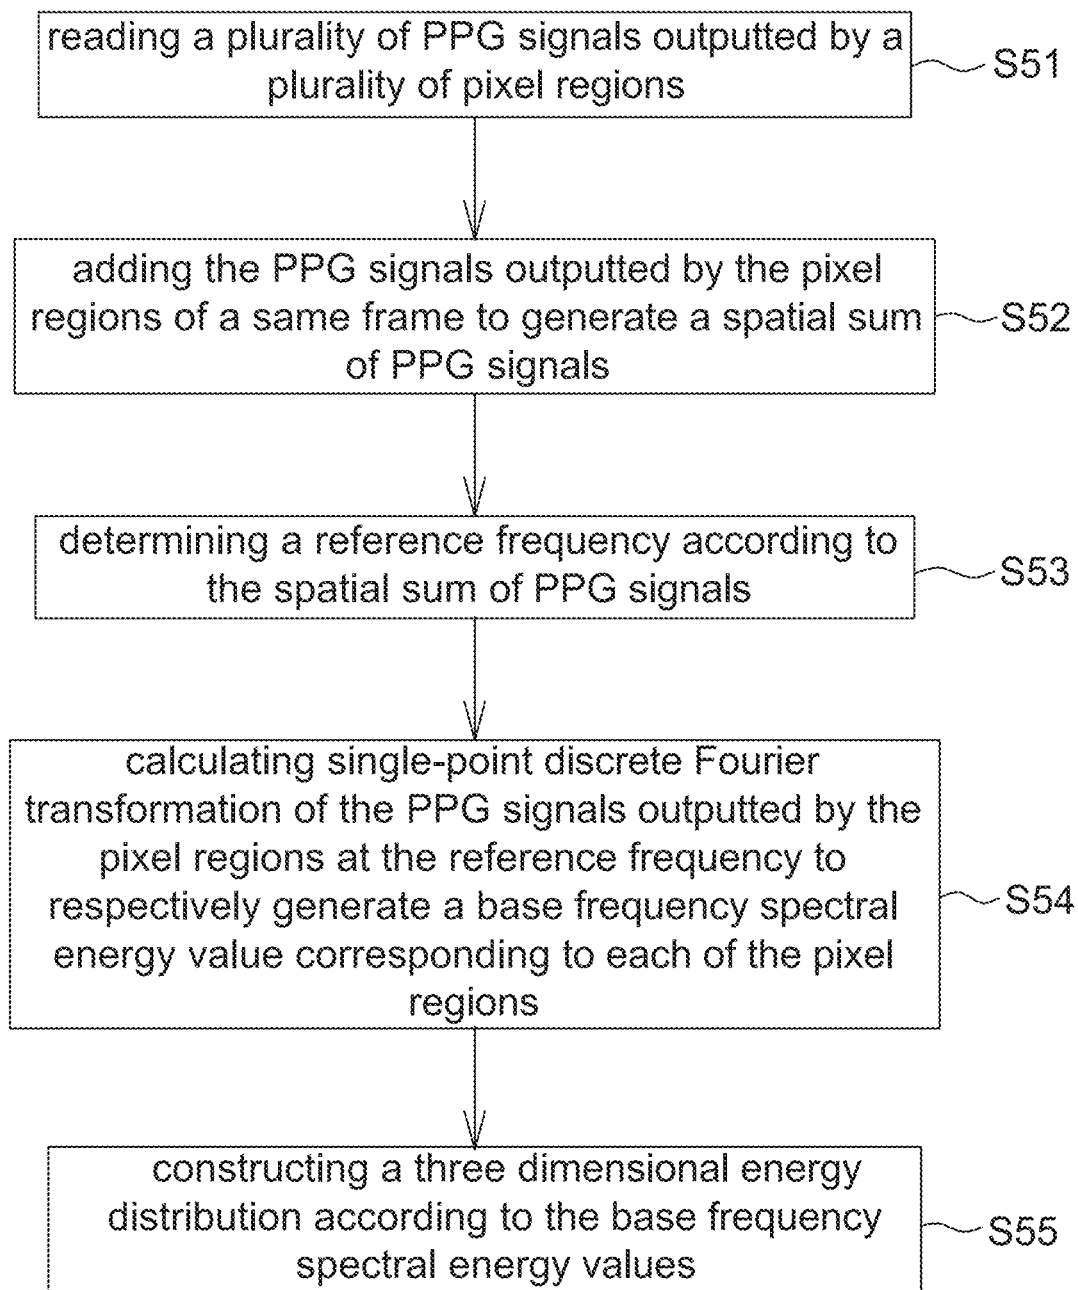 reading a plurality of PPG signals outputted by a
plurality of pixel regions
S51
adding the PPG signals outputted by the pixel
regions of a same frame to generate a spatial sum
of PPG signals
S52
determining a reference frequency according to
the spatial sum of PPG signals
S53
calculating single-point discrete Fourier
transformation of the PPG signals outputted by the
pixel regions at the reference frequency to
respectively generate a base frequency spectral
energy value corresponding to each of the pixel
regions
S54
constructing a three dimensional energy
distribution according to the base frequency
spectral energy values
S55